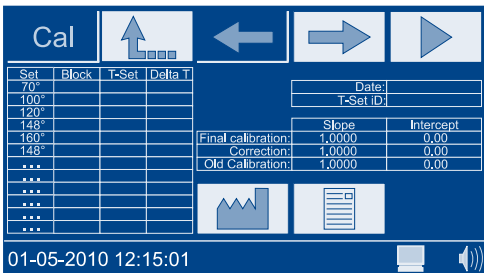 Cal
Set Block T-Set Delta T
70°
100°
120°
148°
160°
148°
...
...
...
...
...
...
Date:
T-Set iD:
Slope Intercept
Final calibration: 1.0000 0.00
Correction: 1.0000 0.00
Old Calibration: 1.0000 0.00
01-05-2010 12:15:01